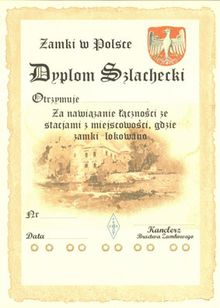 Zamki w Polsce
Dyplom Szlachecki
Otrzymuje
Za nawiązanie łączności ze
stacjami z miejscowości, gdzie
zamki lokowano
Nr
Kanclerz
Bractwa Zamkowego
Data